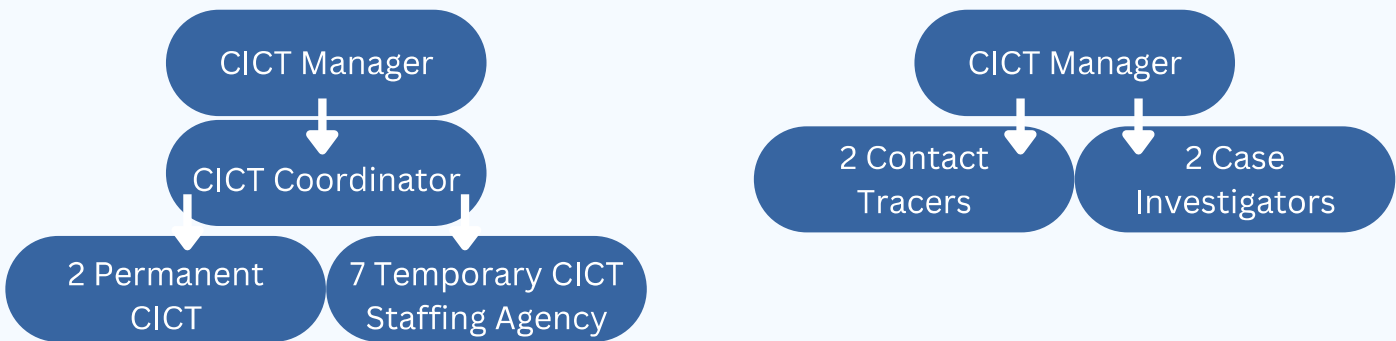 CICT Manager
CICT Coordinator
2 Permanent
CICT
7 Temporary CICT
Staffing Agency
CICT Manager
2 Contact
Tracers
2 Case
Investigators